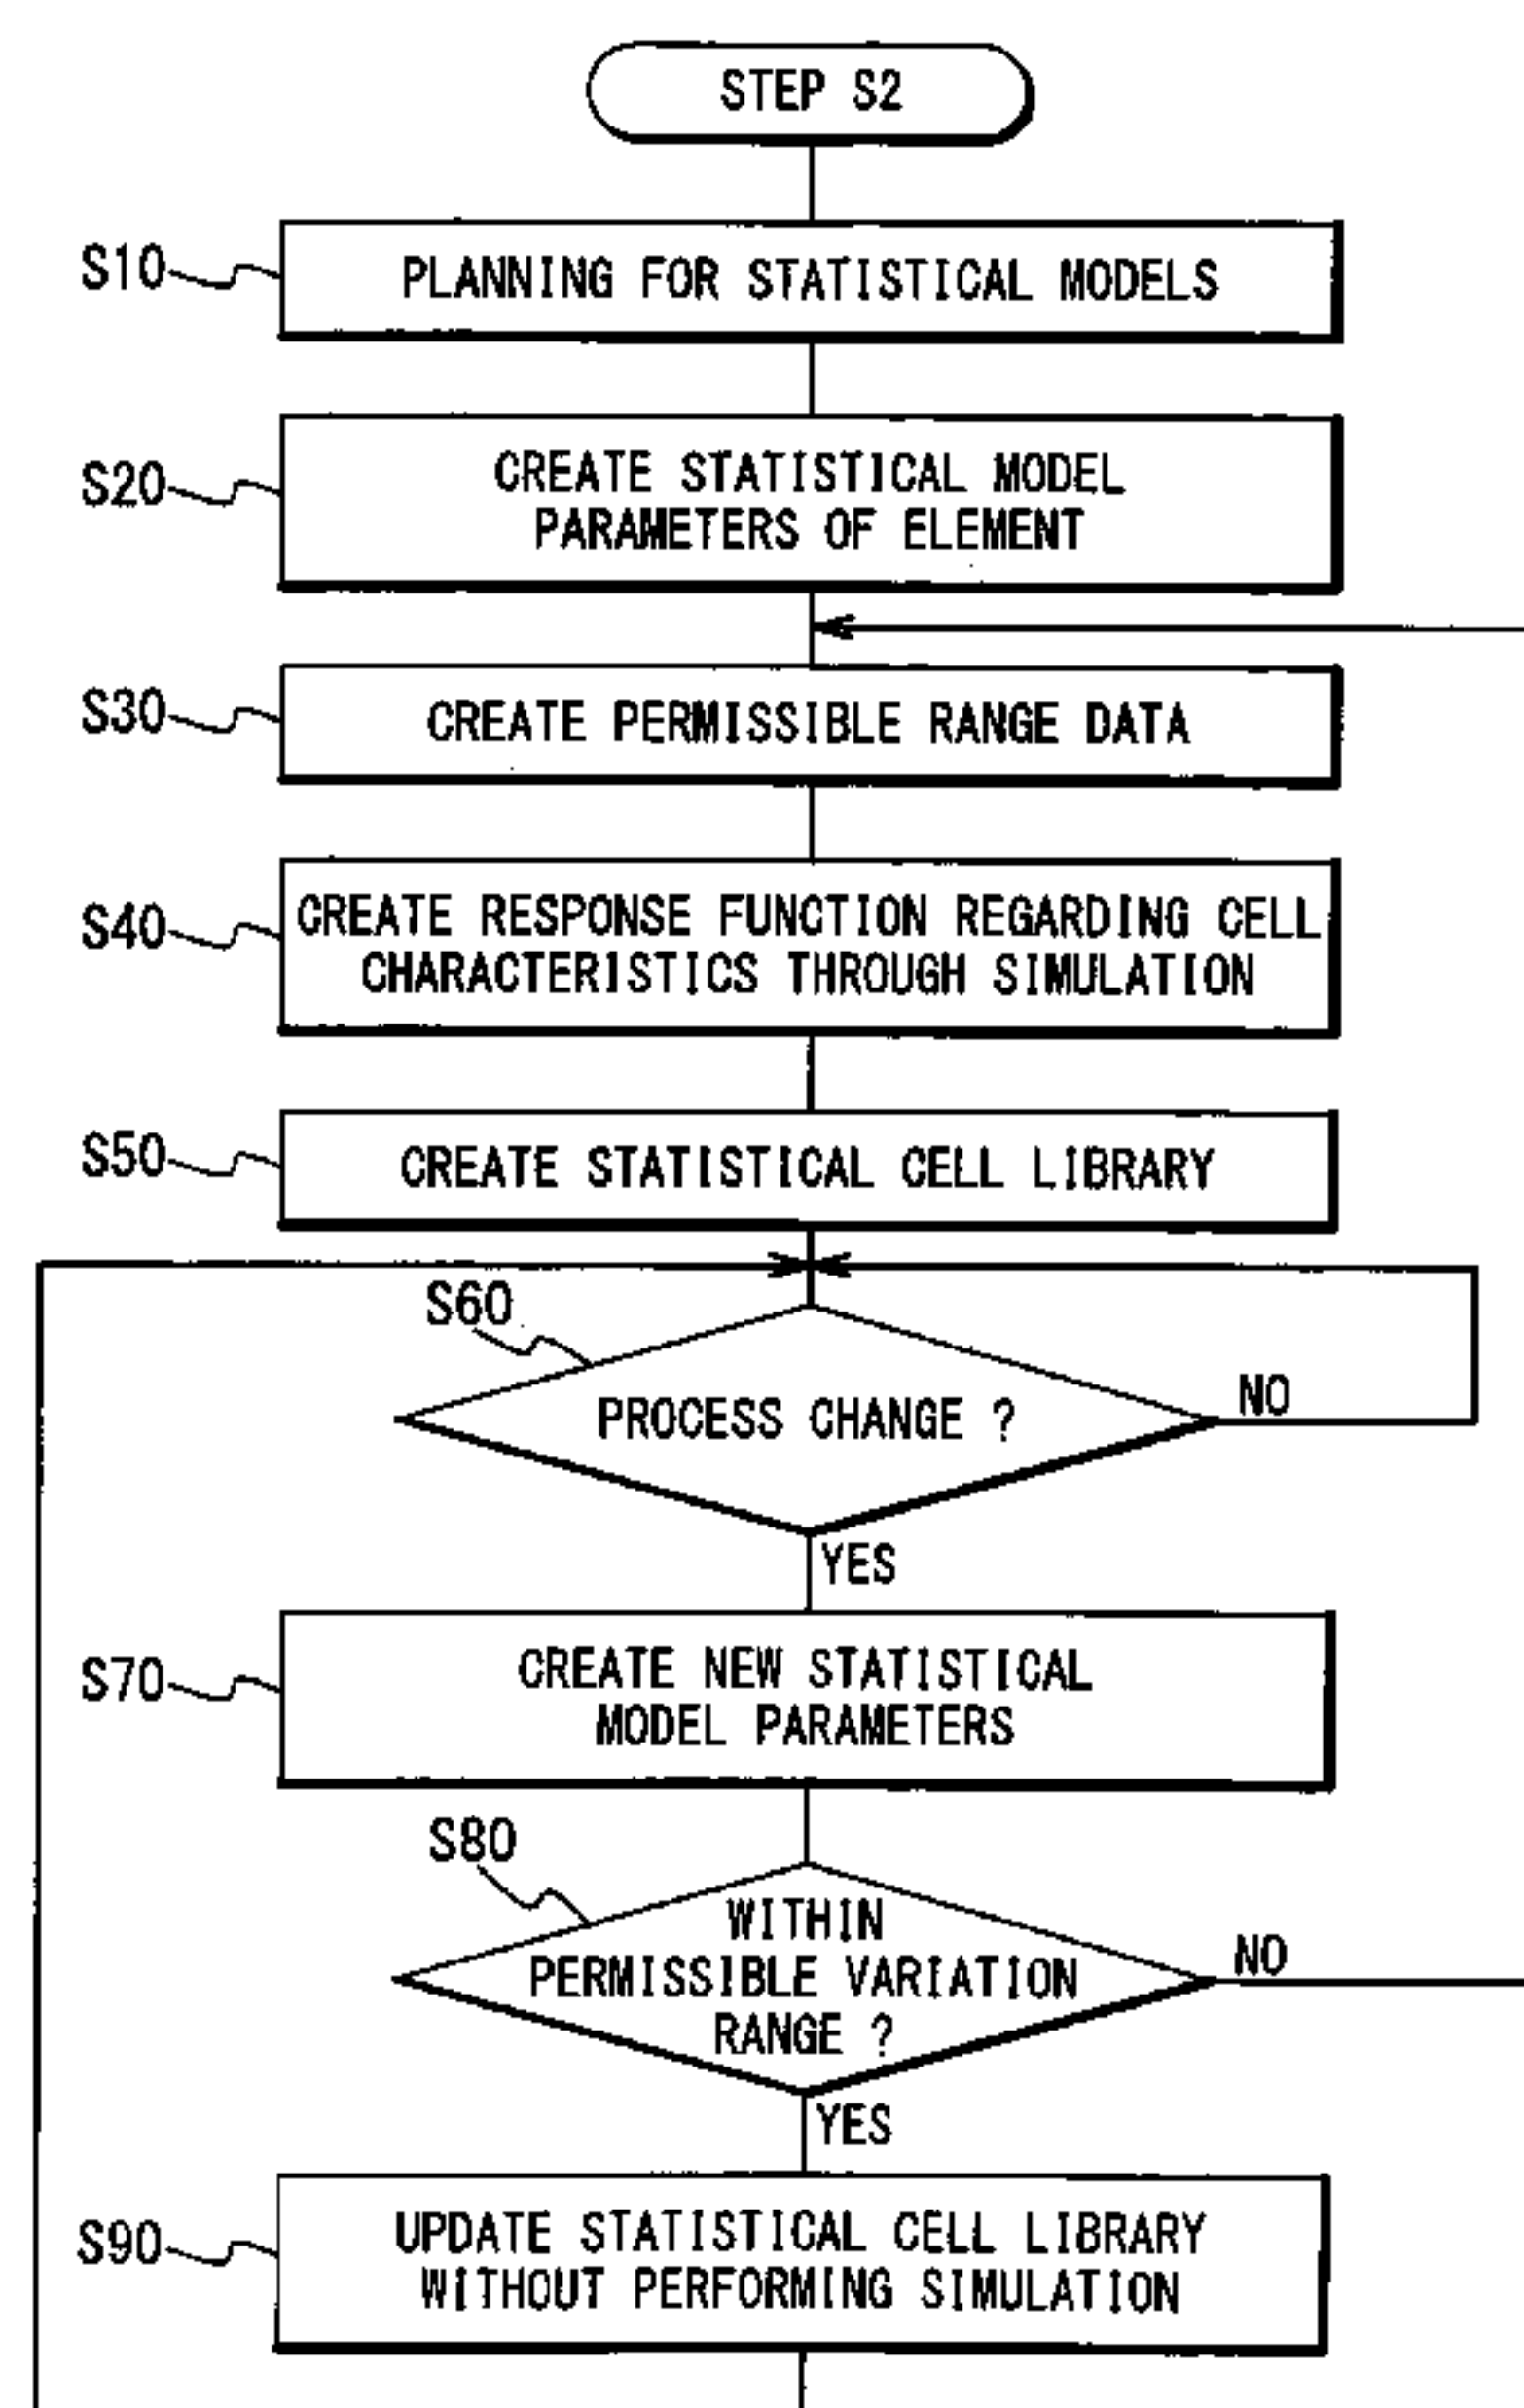 STEP S2
S10
PLANNING FOR STATISTICAL MODELS
S20
CREATE STATISTICAL MODEL
PARAMETERS OF ELEMENT
S30
CREATE PERMISSIBLE RANGE DATA
S40
CREATE RESPONSE FUNCTION REGARDING CELL
CHARACTERISTICS THROUGH SIMULATION
S50
CREATE STATISTICAL CELL LIBRARY
S60
PROCESS CHANGE ?
NO
YES
S70
CREATE NEW STATISTICAL
MODEL PARAMETERS
S80
WITHIN
PERMISSIBLE VARIATION
RANGE ?
NO
YES
S90
UPDATE STATISTICAL CELL LIBRARY
WITHOUT PERFORMING SIMULATION